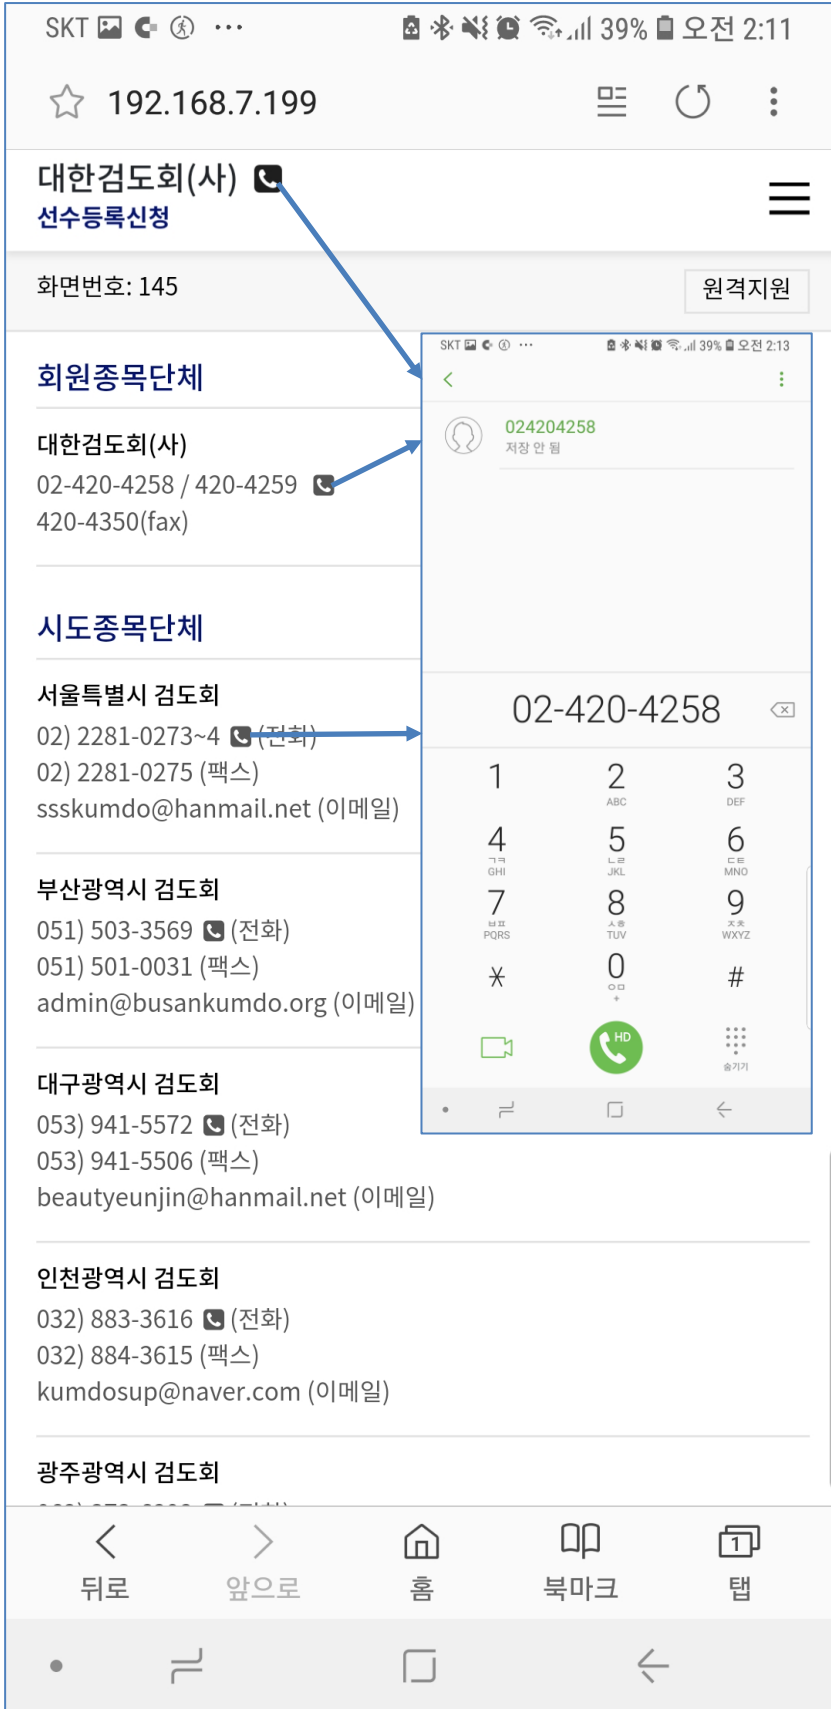 SKT ... 39% 오전 2:11
192.168.7.199
대한검도회(사)
선수등록신청
화면번호: 145
원격지원
회원종목단체
대한검도회(사)
02-420-4258 / 420-4259
420-4350(fax)
시도종목단체
서울특별시 검도회
02) 2281-0273~4 (전화)
02) 2281-0275 (팩스)
ssskumdo@hanmail.net (이메일)
부산광역시 검도회
051) 503-3569 (전화)
051) 501-0031 (팩스)
admin@busankumdo.org (이메일)
대구광역시 검도회
053) 941-5572 (전화)
053) 941-5506 (팩스)
beautyeunjin@hanmail.net (이메일)
인천광역시 검도회
032) 883-3616 (전화)
032) 884-3615 (팩스)
kumdosup@naver.com (이메일)
광주광역시 검도회
SKT ... 39% 오전 2:13
024204258
저장 안 됨
02-420-4258
1 2 3
ABC DEF
4 5 6
ㄱㅋ ㄴㄹ ㄷㅌ
GHI JKL MNO
7 8 9
ㅂㅍ ㅅㅎ ㅈㅊ
PQRS TUV WXYZ
* 0 #
ㅇㅁ
+
HD
숨기기
1
뒤로 앞으로 홈 북마크 탭